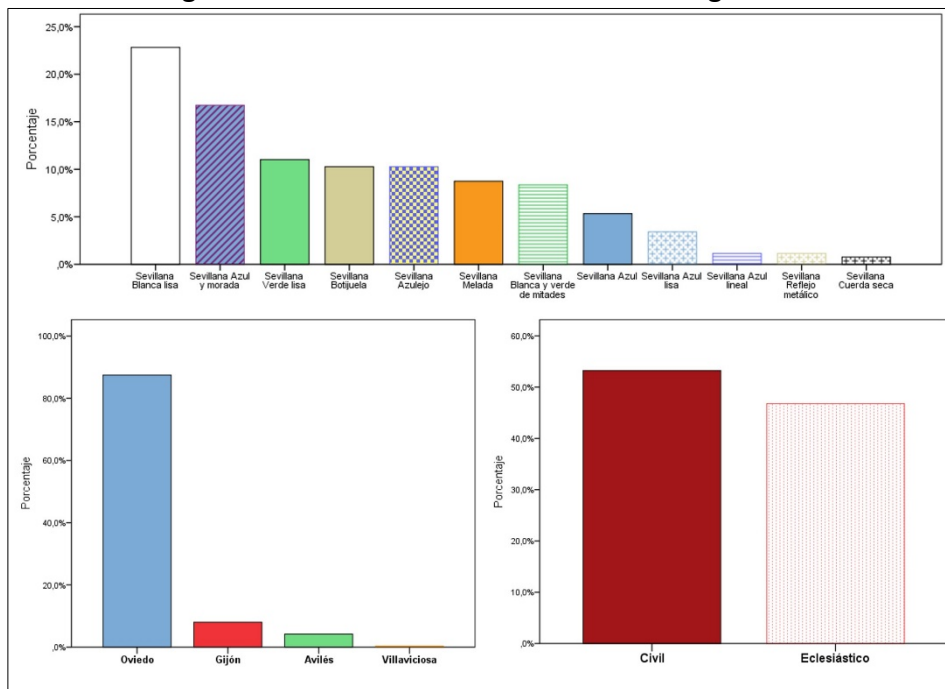 25,0%
20,0%
15,0%
10,0%
5,0%
,0%
Porcentaje
Sevillana
Blanca lisa
Sevillana Azul
y morada
Sevillana
Verde lisa
Sevillana
Botijuela
Sevillana
Azulejo
Sevillana
Melada
Sevillana
Blanca y verde
de mitades
Sevillana Azul
Sevillana Azul
lisa
Sevillana Azul
lineal
Sevillana
Reflejo
metálico
Sevillana
Cuerda seca
100,0%
80,0%
60,0%
40,0%
20,0%
,0%
Porcentaje
Oviedo
Gijón
Avilés
Villaviciosa
60,0%
50,0%
40,0%
30,0%
20,0%
10,0%
,0%
Porcentaje
Civil
Eclesiástico